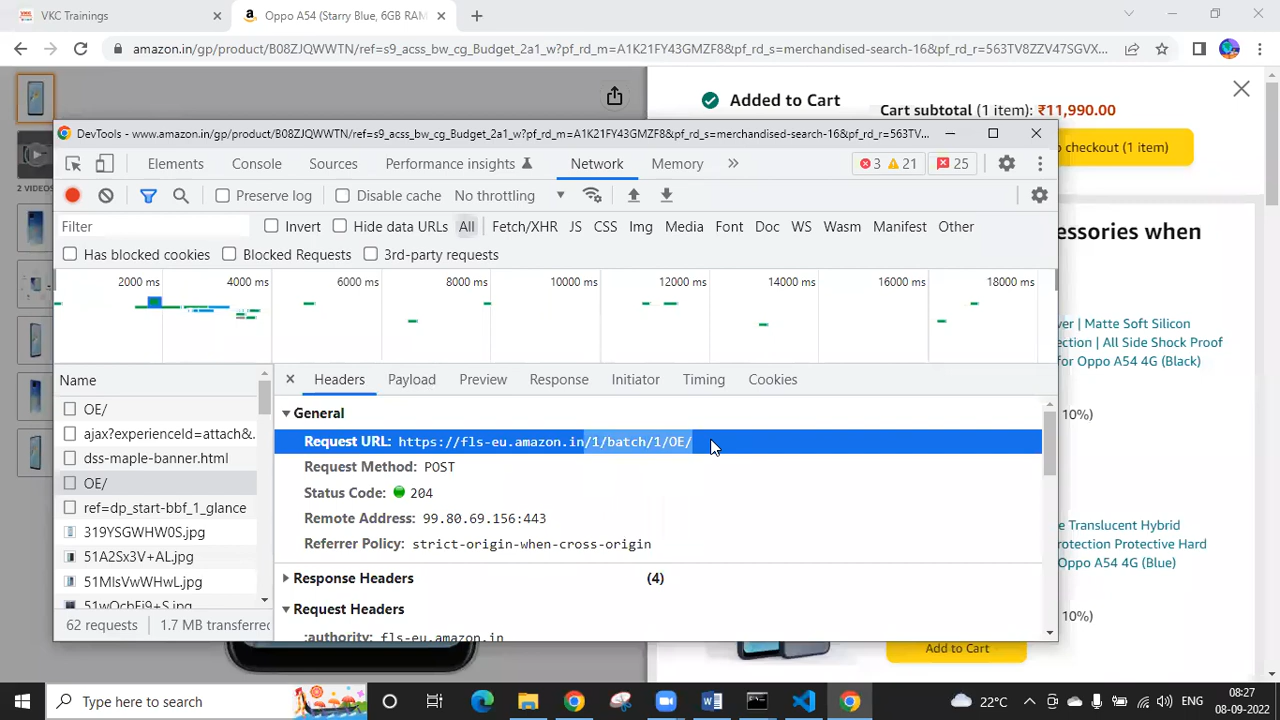 VKC Trainings
Oppo A54 (Starry Blue, 6GB RAM
amazon.in/gp/product/B08ZJQWWTN/ref=s9_acss_bw_cg_Budget_2a1_w?pf_rd_m=A1K21FY43GMZF8&pf_rd_s=merchandised-search-16&pf_rd_r=563TV8ZZV47SGVX...
2 VIDEOS
Added to Cart
Cart subtotal (1 item): ₹11,990.00
checkout (1 item)
DevTools - www.amazon.in/gp/product/B08ZJQWWTN/ref=s9_acss_bw_cg_Budget_2a1_w?pf_rd_m=A1K21FY43GMZF8&pf_rd_s=merchandised-search-16&pf_rd_r=563TV...
Elements Console Sources Performance insights Network Memory 3 21 25
Preserve log Disable cache No throttling
Filter Invert Hide data URLs All Fetch/XHR JS CSS Img Media Font Doc WS Wasm Manifest Other
Has blocked cookies Blocked Requests 3rd-party requests
2000 ms 4000 ms 6000 ms 8000 ms 10000 ms 12000 ms 14000 ms 16000 ms 18000 ms
Name
OE/
ajax?experienceId=attach&.
dss-maple-banner.html
OE/
ref=dp_start-bbf_1_glance
319YSGWHW0S.jpg
51A2Sx3V+AL.jpg
51MlsVwWHwL.jpg
62 requests 1.7 MB transferred
Headers Payload Preview Response Initiator Timing Cookies
General
Request URL: https://fls-eu.amazon.in/1/batch/1/OE/
Request Method: POST
Status Code: 204
Remote Address: 99.80.69.156:443
Referrer Policy: strict-origin-when-cross-origin
Response Headers (4)
Request Headers
:authority: fls-eu.amazon.in
essories when
ver | Matte Soft Silicon
ection | All Side Shock Proof
for Oppo A54 4G (Black)
10%)
e Translucent Hybrid
rotection Protective Hard
Oppo A54 4G (Blue)
10%)
Add to Cart
Type here to search
22°C
ENG
08:27
08-09-2022